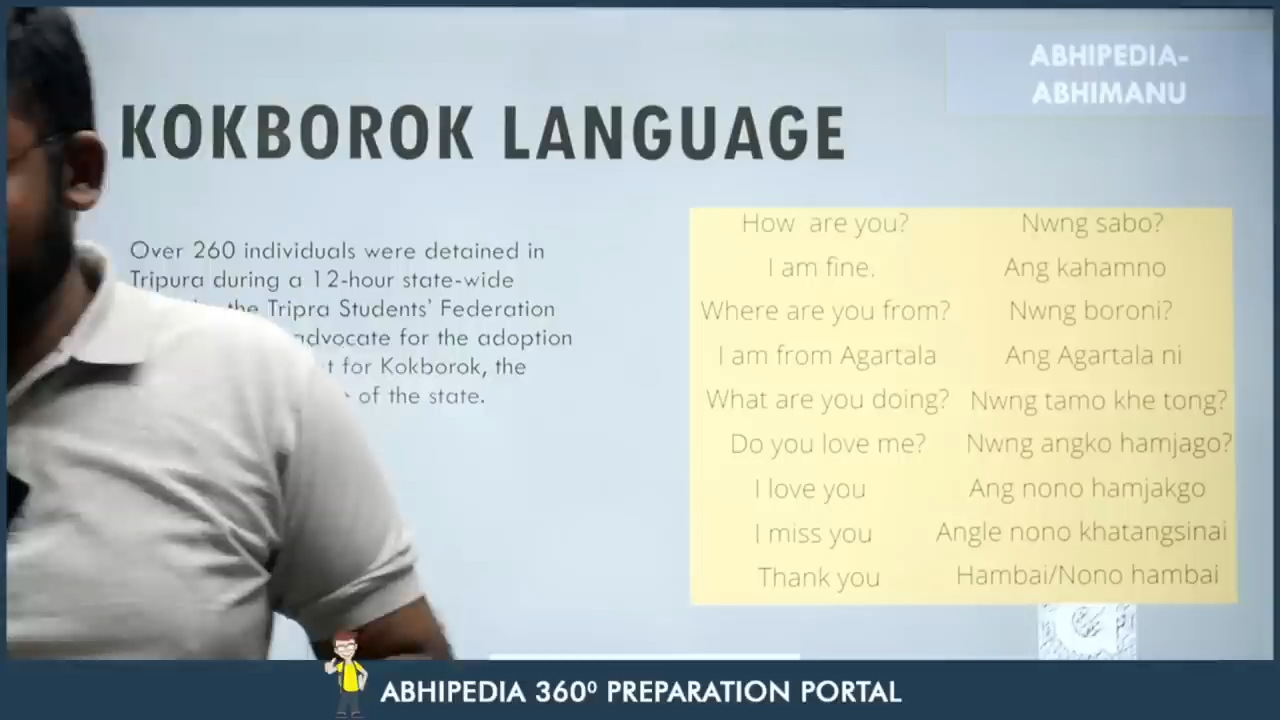 ABHIPEDIA-
ABHIMANU
KOKBOROK LANGUAGE
Over 260 individuals were detained in
Tripura during a 12-hour state-wide
the Tripra Students' Federation
advocate for the adoption
for Kokborok, the
of the state.
How are you? Nwng sabo?
I am fine. Ang kahamno
Where are you from? Nwng boroni?
I am from Agartala Ang Agartala ni
What are you doing? Nwng tamo khe tong?
Do you love me? Nwng angko hamjago?
I love you Ang nono hamjakgo
I miss you Angle nono khatangsinai
Thank you Hambai/Nono hambai
ABHIPEDIA 360⁰ PREPARATION PORTAL